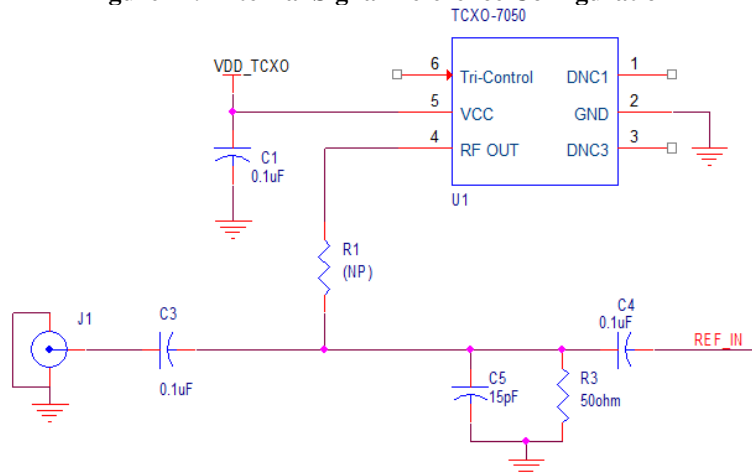 TCXO-7050
VDD_TCXO
6
Tri-Control
DNC1
1
5
VCC
GND
2
4
RF OUT
DNC3
3
C1
0.1uF
U1
R1
(NP)
J1
C3
0.1uF
C4
0.1uF
REF_IN
C5
15pF
R3
50ohm